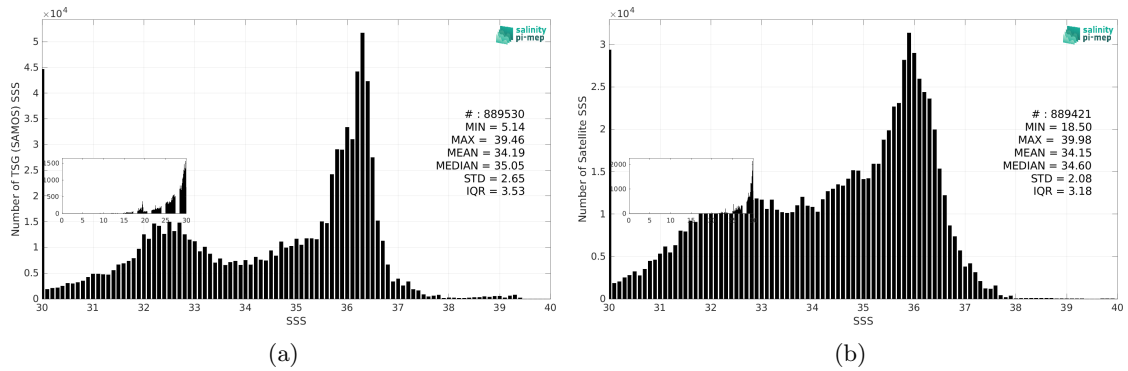 ×10⁴
×10⁴
salinity
pi-mep
salinity
pi-mep
Number of TSG (SAMOS) SSS
5
4.5
4
3.5
3
2.5
2
1.5
1
0.5
0
# : 889530
MIN = 5.14
MAX = 39.46
MEAN = 34.19
MEDIAN = 35.05
STD = 2.65
IQR = 3.53
1500
1000
500
0
0 5 10 15 20 25 30
30 31 32 33 34 35 36 37 38 39 40
SSS
(a)
Number of Satellite SSS
3
2.5
2
1.5
1
0.5
0
# : 889421
MIN = 18.50
MAX = 39.98
MEAN = 34.15
MEDIAN = 34.60
STD = 2.08
IQR = 3.18
2000
1000
0
0 5 10 15
30 31 32 33 34 35 36 37 38 39 40
SSS
(b)